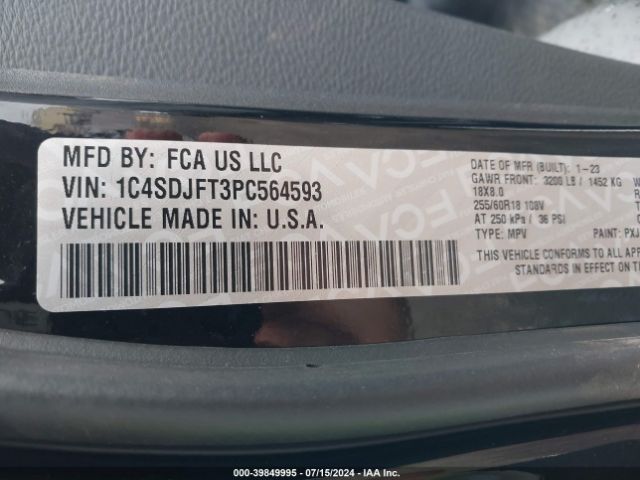 MFD BY: FCA US LLC
VIN: 1C4SDJFT3PC564593
VEHICLE MADE IN: U.S.A.
DATE OF MFR (BUILT): 1-23
GAWR FRONT: 3200 LB / 1452 KG
18X8.0
255/60R18 108V
AT 250 kPa / 36 PSI
TYPE: MPV PAINT: PXJ
THIS VEHICLE CONFORMS TO ALL APP
STANDARDS IN EFFECT ON THE
000-39849995 - 07/15/2024 - IAA Inc.